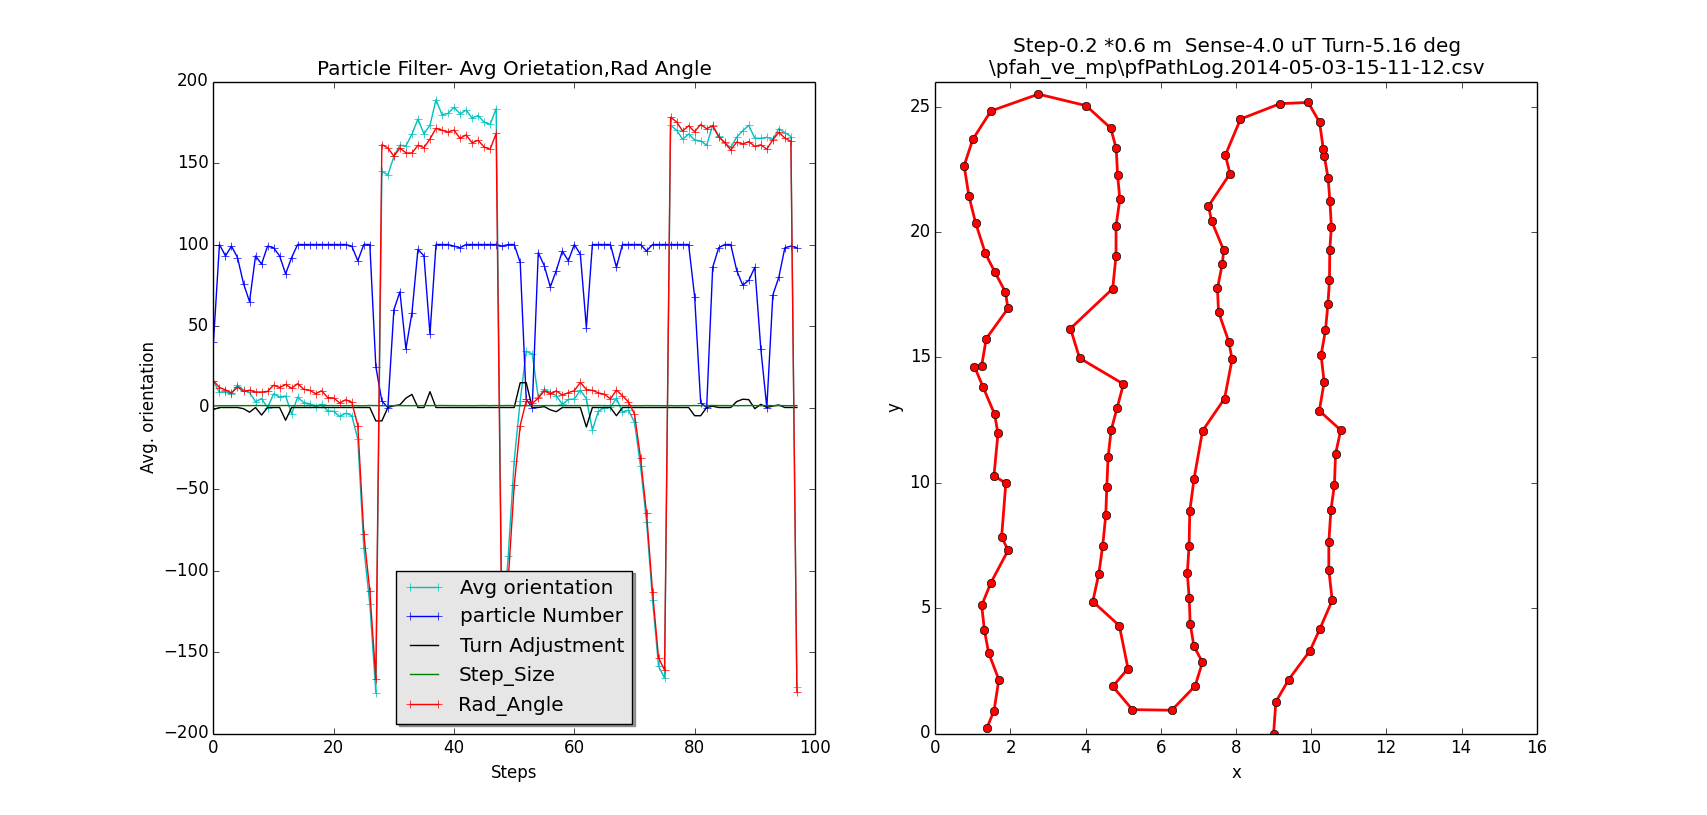 Particle Filter- Avg Orietation,Rad Angle
200
150
100
50
0
−50
−100
−150
−200
0 20 40 60 80 100
Avg. orientation
Steps
Avg orientation
particle Number
Turn Adjustment
Step_Size
Rad_Angle
Step-0.2 *0.6 m  Sense-4.0 uT Turn-5.16 deg
\pfah_ve_mp\pfPathLog.2014-05-03-15-11-12.csv
25
20
15
10
5
0
0 2 4 6 8 10 12 14 16
y
x